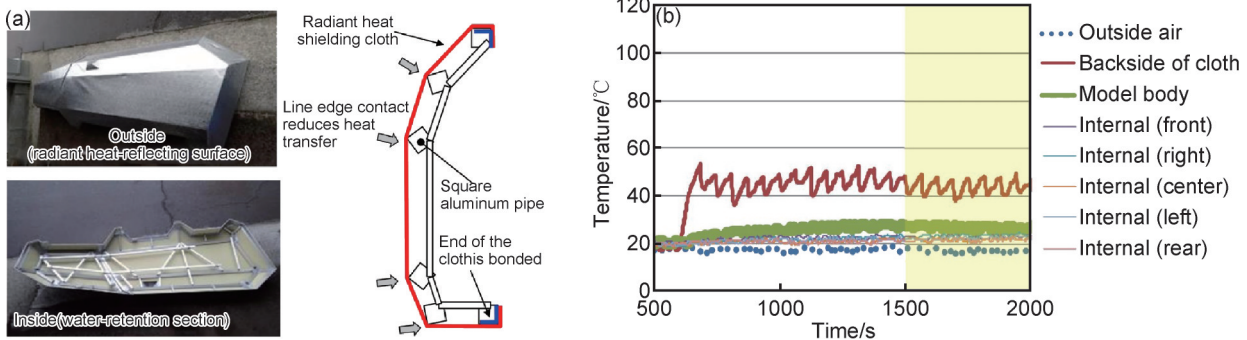 (a)
Outside
(radiant heat-reflecting surface)
Inside(water-retention section)
Radiant heat
shielding cloth
Line edge contact
reduces heat
transfer
Square
aluminum pipe
End of the
clothis bonded
(b)
Temperature/℃
120
100
80
60
40
20
0
500
1000
1500
2000
Time/s
Outside air
Backside of cloth
Model body
Internal (front)
Internal (right)
Internal (center)
Internal (left)
Internal (rear)